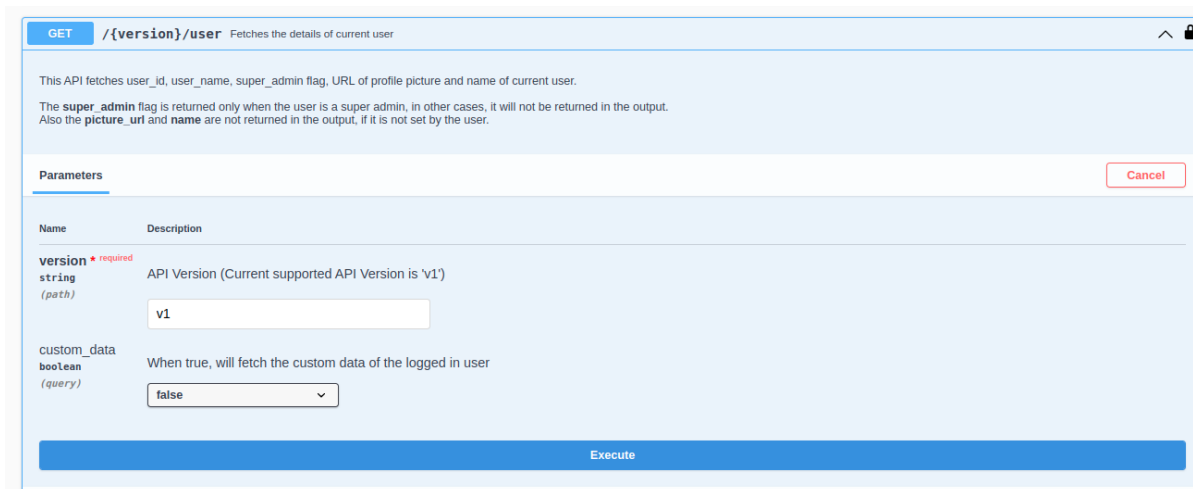 GET /{version}/user Fetches the details of current user
This API fetches user_id, user_name, super_admin flag, URL of profile picture and name of current user.
The super_admin flag is returned only when the user is a super admin, in other cases, it will not be returned in the output.
Also the picture_url and name are not returned in the output, if it is not set by the user.
Parameters
Cancel
Name Description
version * required
string
(path)
API Version (Current supported API Version is 'v1')
v1
custom_data
boolean
(query)
When true, will fetch the custom data of the logged in user
false
Execute